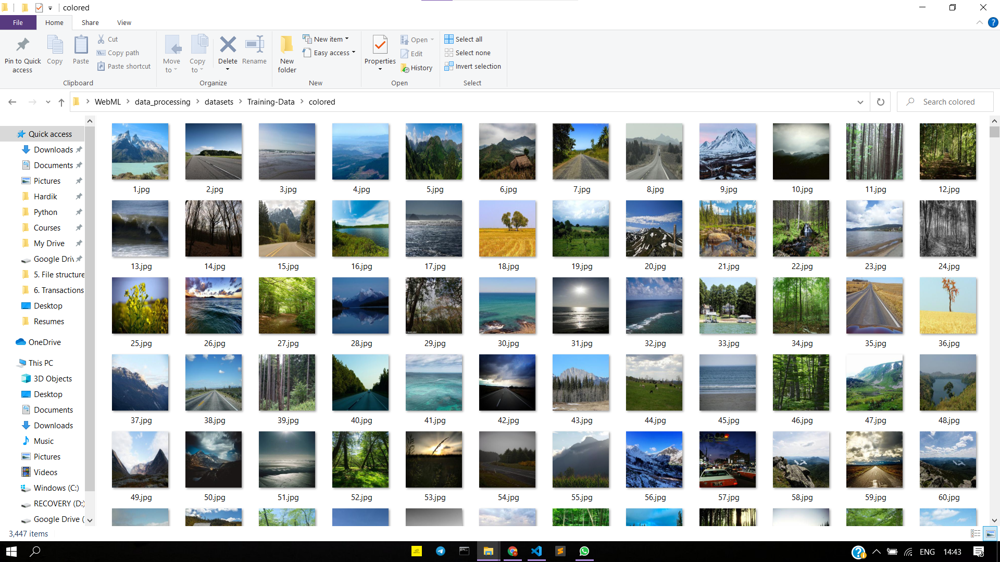 colored
File
Home
Share
View
Pin to Quick access
Copy
Paste
Cut
Copy path
Paste shortcut
Clipboard
Move to
Copy to
Delete
Rename
Organize
New folder
New item
Easy access
New
Properties
Open
Edit
History
Open
Select all
Select none
Invert selection
Select
WebML > data_processing > datasets > Training-Data > colored
Search colored
Quick access
Downloads
Documents
Pictures
Hardik
Python
Courses
My Drive
Google Driv
5. File structure
6. Transactions
Desktop
Resumes
OneDrive
This PC
3D Objects
Desktop
Documents
Downloads
Music
Pictures
Videos
Windows (C:)
RECOVERY (D:)
Google Drive (
1.jpg 2.jpg 3.jpg 4.jpg 5.jpg 6.jpg 7.jpg 8.jpg 9.jpg 10.jpg 11.jpg 12.jpg
13.jpg 14.jpg 15.jpg 16.jpg 17.jpg 18.jpg 19.jpg 20.jpg 21.jpg 22.jpg 23.jpg 24.jpg
25.jpg 26.jpg 27.jpg 28.jpg 29.jpg 30.jpg 31.jpg 32.jpg 33.jpg 34.jpg 35.jpg 36.jpg
37.jpg 38.jpg 39.jpg 40.jpg 41.jpg 42.jpg 43.jpg 44.jpg 45.jpg 46.jpg 47.jpg 48.jpg
49.jpg 50.jpg 51.jpg 52.jpg 53.jpg 54.jpg 55.jpg 56.jpg 57.jpg 58.jpg 59.jpg 60.jpg
3,447 items
ENG
14:43